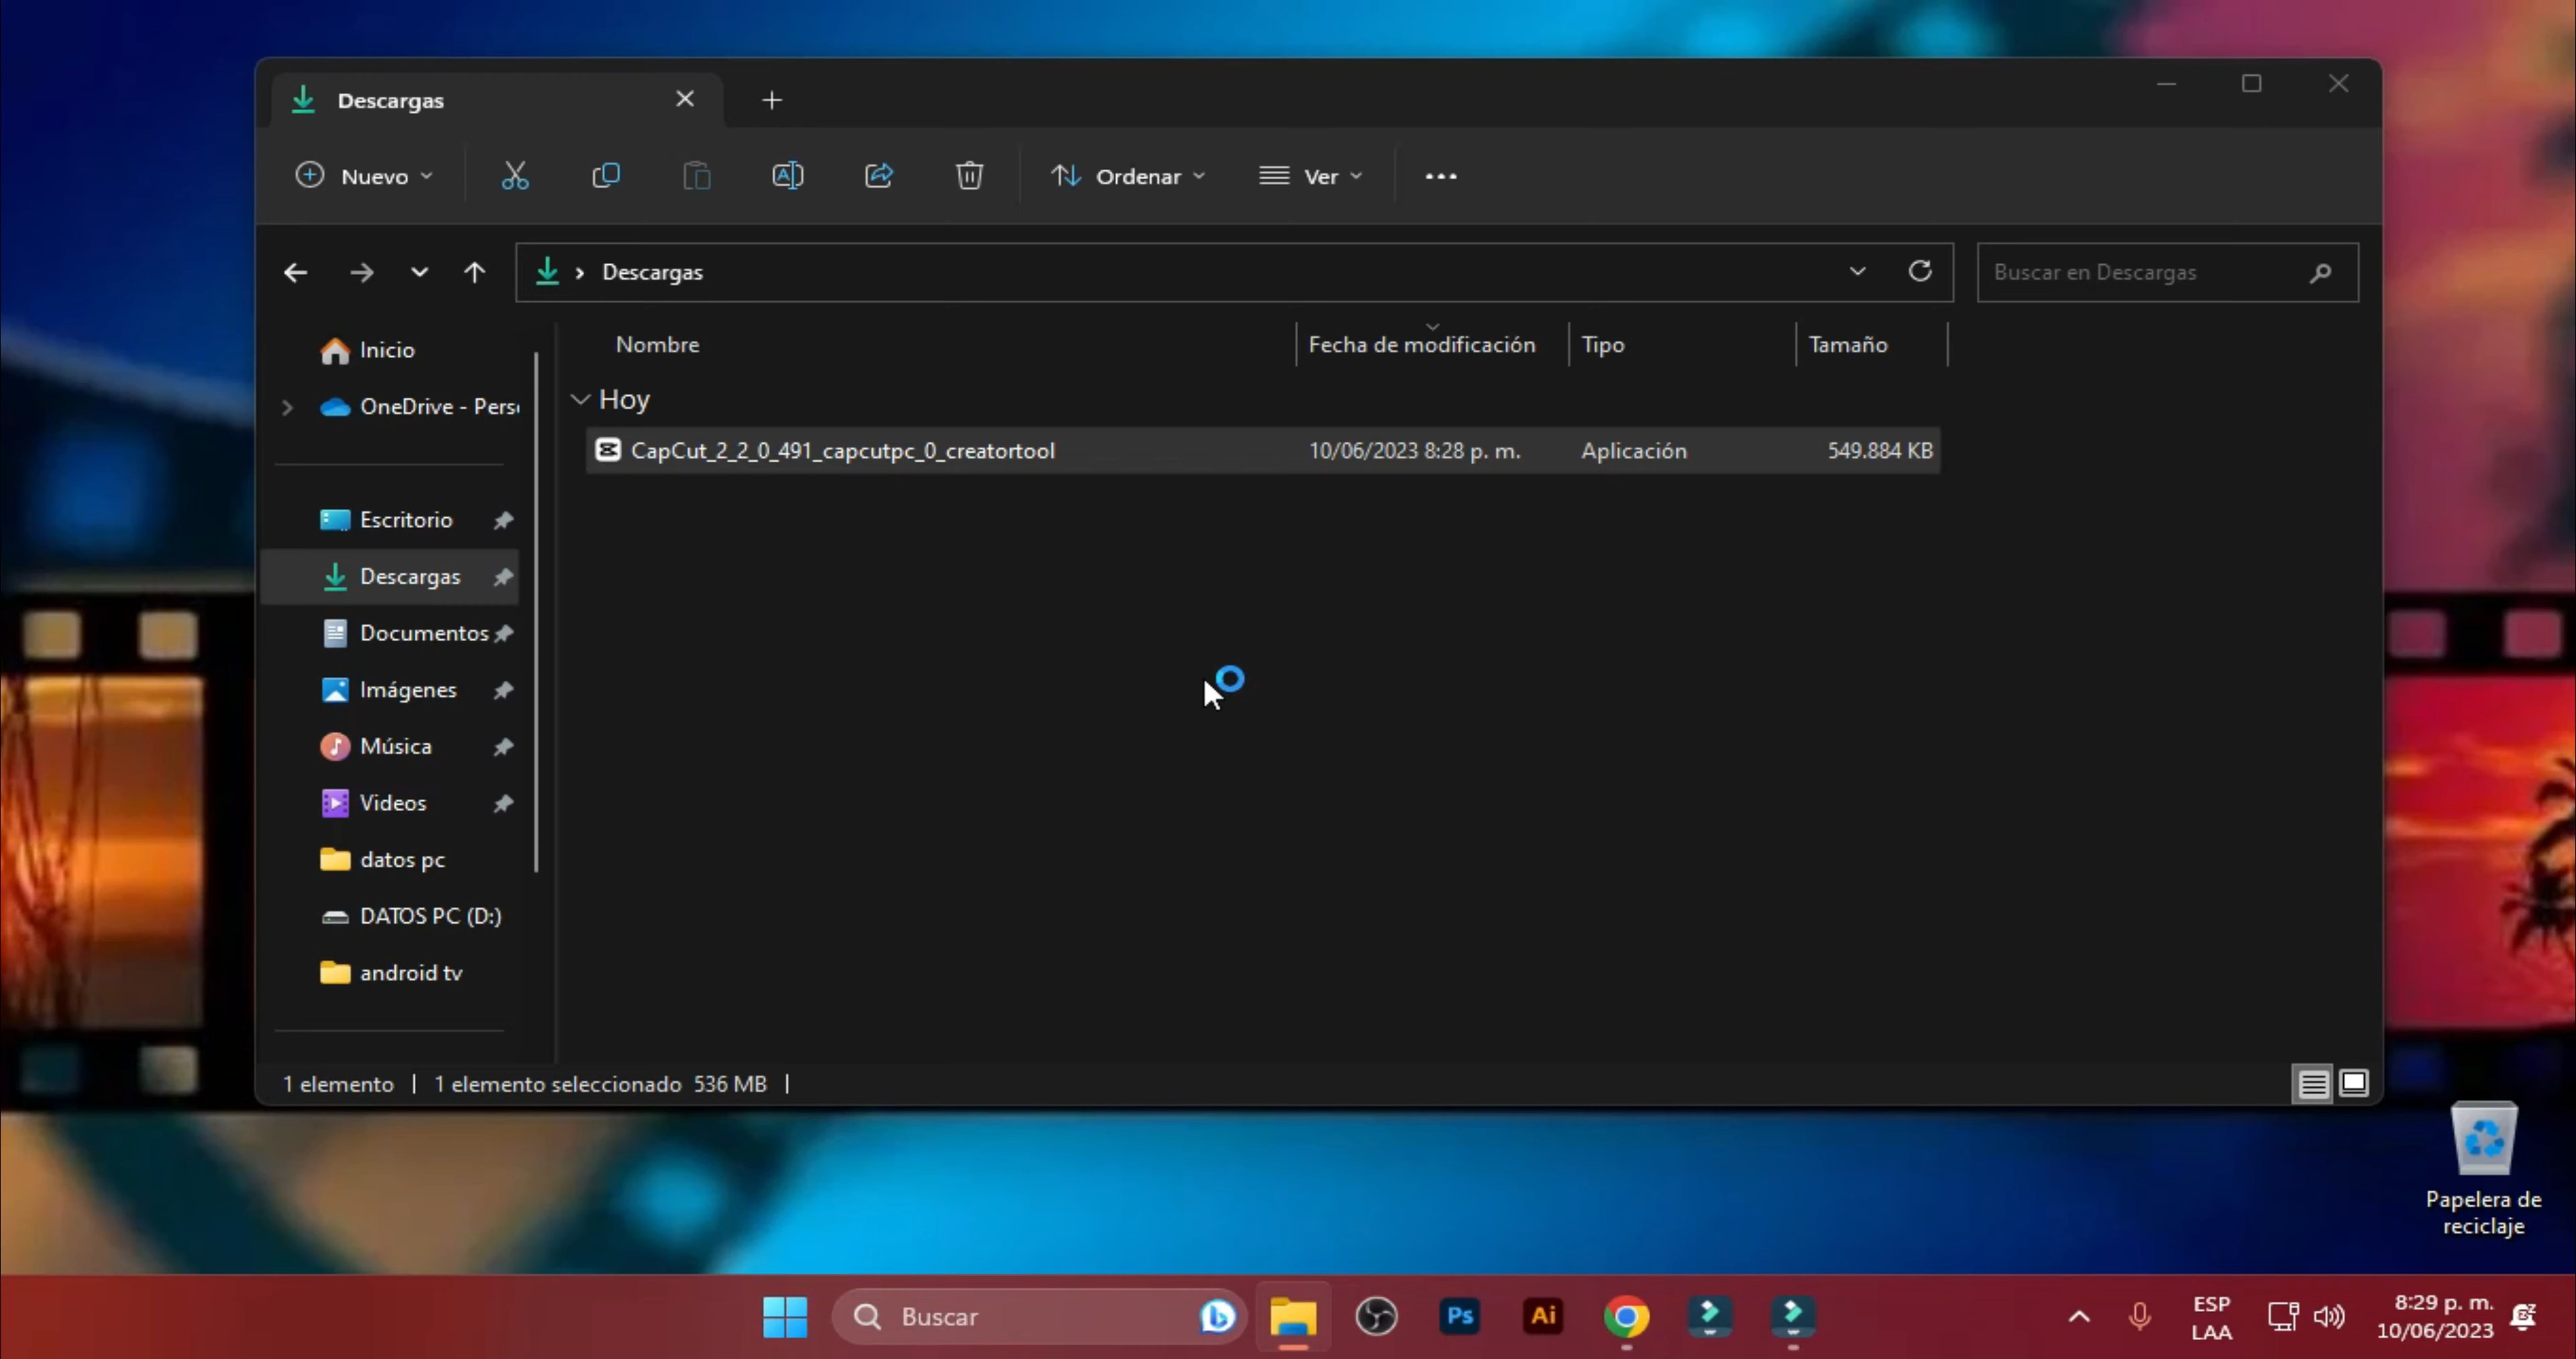 Descargas
Nuevo
Ordenar
Ver
Descargas
Buscar en Descargas
Inicio
OneDrive - Pers
Escritorio
Descargas
Documentos
Imágenes
Música
Videos
datos pc
DATOS PC (D:)
android tv
Nombre Fecha de modificación Tipo Tamaño
Hoy
CapCut_2_2_0_491_capcutpc_0_creatortool 10/06/2023 8:28 p. m. Aplicación 549.884 KB
1 elemento 1 elemento seleccionado 536 MB
Papelera de
reciclaje
Buscar
Ps
Ai
ESP
LAA
8:29 p. m.
10/06/2023